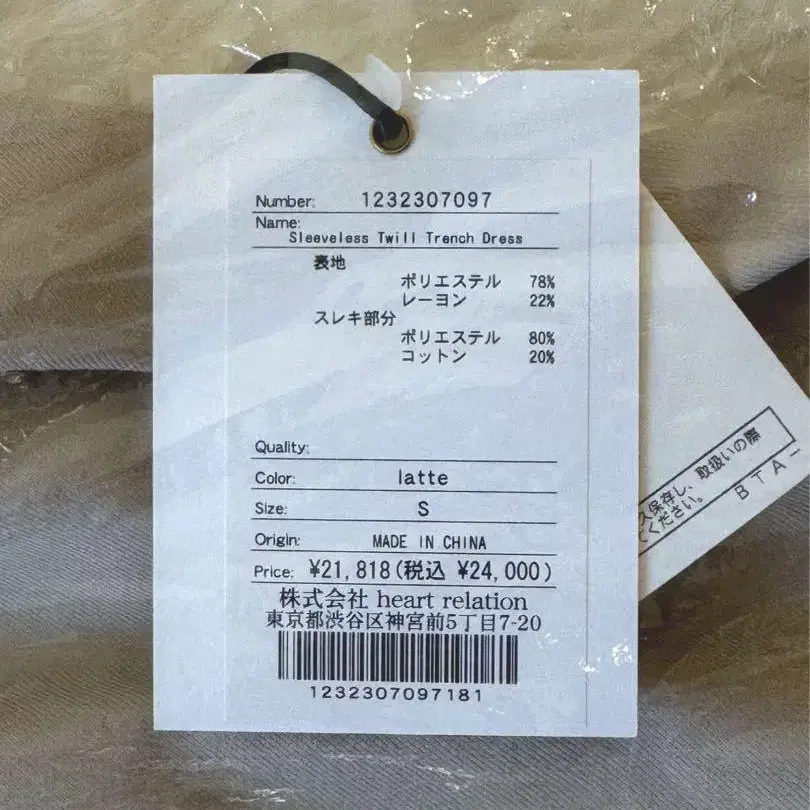 Number: 1232307097
Name:
Sleeveless Twill Trench Dress
表地
ポリエステル 78%
レーヨン 22%
スレキ部分
ポリエステル 80%
コットン 20%
Quality:
Color: latte
Size: S
Origin: MADE IN CHINA
Price: ¥21,818(税込 ¥24,000)
株式会社 heart relation
東京都渋谷区神宮前5丁目7-20
1232307097181
保存し、取扱いの際
ください。
BTA-